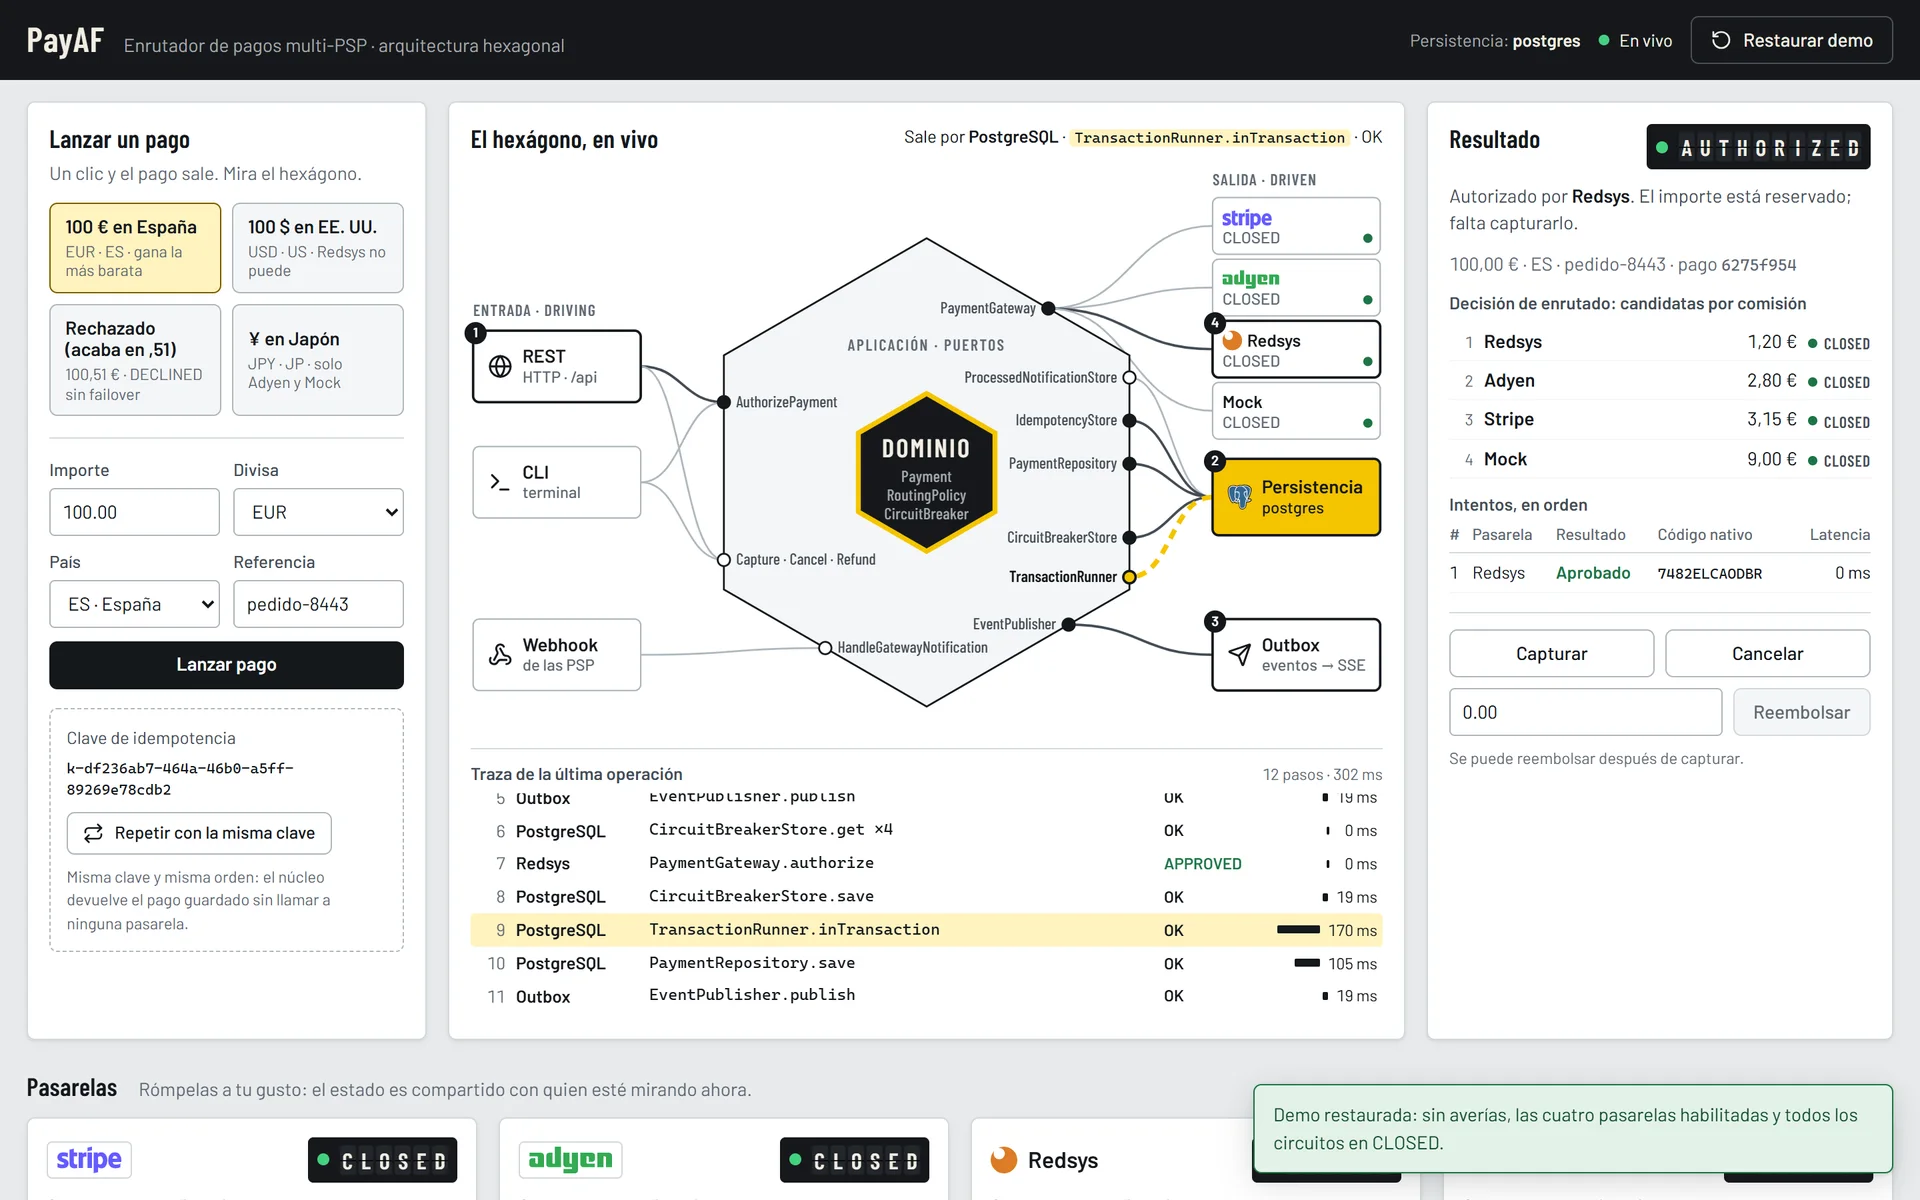 PayAF
Enrutador de pagos multi-PSP · arquitectura hexagonal
Persistencia: postgres
En vivo
Restaurar demo
Lanzar un pago
Un clic y el pago sale. Mira el hexágono.
100 € en España
EUR · ES · gana la
más barata
100 $ en EE. UU.
USD · US · Redsys no
puede
Rechazado
(acaba en ,51)
100,51 € · DECLINED
sin failover
¥ en Japón
JPY · JP · solo
Adyen y Mock
Importe
Divisa
100.00
EUR
País
Referencia
ES · España
pedido-8443
Lanzar pago
Clave de idempotencia
k-df236ab7-464a-46b0-a5ff-
89269e78cdb2
Repetir con la misma clave
Misma clave y misma orden: el núcleo
devuelve el pago guardado sin llamar a
ninguna pasarela.
El hexágono, en vivo
Sale por PostgreSQL · TransactionRunner.inTransaction · OK
SALIDA · DRIVEN
stripe
CLOSED
adyen
CLOSED
4
Redsys
CLOSED
Mock
CLOSED
2
Persistencia
postgres
3
Outbox
eventos → SSE
ENTRADA · DRIVING
1
REST
HTTP · /api
CLI
terminal
Webhook
de las PSP
APLICACIÓN · PUERTOS
PaymentGateway
ProcessedNotificationStore
AuthorizePayment
IdempotencyStore
PaymentRepository
DOMINIO
Payment
RoutingPolicy
CircuitBreaker
CircuitBreakerStore
Capture · Cancel · Refund
TransactionRunner
EventPublisher
HandleGatewayNotification
Traza de la última operación
12 pasos · 302 ms
5 Outbox EventPublisher.publish OK 19 ms
6 PostgreSQL CircuitBreakerStore.get ×4 OK 0 ms
7 Redsys PaymentGateway.authorize APPROVED 0 ms
8 PostgreSQL CircuitBreakerStore.save OK 19 ms
9 PostgreSQL TransactionRunner.inTransaction OK 170 ms
10 PostgreSQL PaymentRepository.save OK 105 ms
11 Outbox EventPublisher.publish OK 19 ms
Resultado
AUTHORIZED
Autorizado por Redsys. El importe está reservado;
falta capturarlo.
100,00 € · ES · pedido-8443 · pago 6275f954
Decisión de enrutado: candidatas por comisión
1 Redsys 1,20 € CLOSED
2 Adyen 2,80 € CLOSED
3 Stripe 3,15 € CLOSED
4 Mock 9,00 € CLOSED
Intentos, en orden
# Pasarela Resultado Código nativo Latencia
1 Redsys Aprobado 7482ELCAODBR 0 ms
Capturar
Cancelar
0.00
Reembolsar
Se puede reembolsar después de capturar.
Pasarelas
Rómpelas a tu gusto: el estado es compartido con quien esté mirando ahora.
stripe
CLOSED
adyen
CLOSED
Redsys
Demo restaurada: sin averías, las cuatro pasarelas habilitadas y todos los
circuitos en CLOSED.